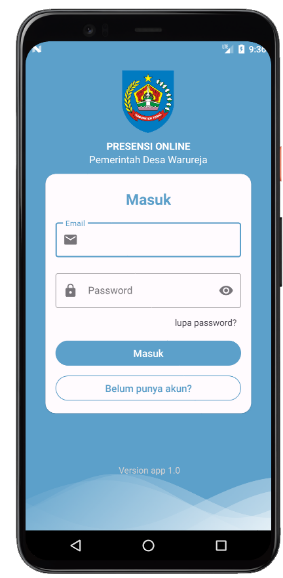 9:36
PRESENSI ONLINE
Pemerintah Desa Warureja
Masuk
Email
Password
lupa password?
Masuk
Belum punya akun?
Version app 1.0